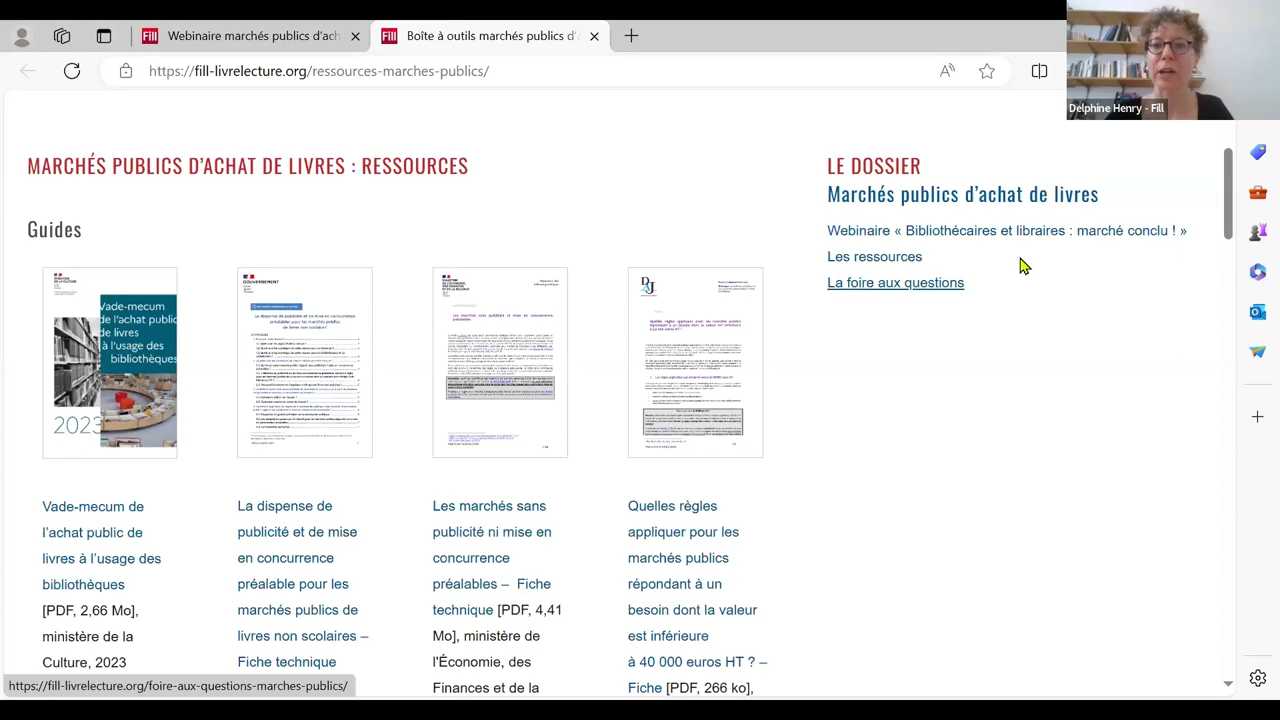 Fill Webinaire marchés publics d'ach
Fill Boîte à outils marchés publics d'
https://fill-livrelecture.org/ressources-marches-publics/
Delphine Henry - Fill
MARCHÉS PUBLICS D'ACHAT DE LIVRES : RESSOURCES
Guides
Vade-mecum
de l'achat public
de livres
à l'usage des
bibliothèques
2023
GOUVERNEMENT
Vade-mecum de
l'achat public de
livres à l'usage des
bibliothèques
[PDF, 2,66 Mo],
ministère de la
Culture, 2023
La dispense de
publicité et de mise
en concurrence
préalable pour les
marchés publics de
livres non scolaires –
Fiche technique
Les marchés sans
publicité ni mise en
concurrence
préalables – Fiche
technique [PDF, 4,41
Mo], ministère de
l'Économie, des
Finances et de la
Quelles règles
appliquer pour les
marchés publics
répondant à un
besoin dont la valeur
est inférieure
à 40 000 euros HT ? –
Fiche [PDF, 266 ko],
LE DOSSIER
Marchés publics d'achat de livres
Webinaire « Bibliothécaires et libraires : marché conclu ! »
Les ressources
La foire aux questions
https://fill-livrelecture.org/foire-aux-questions-marches-publics/